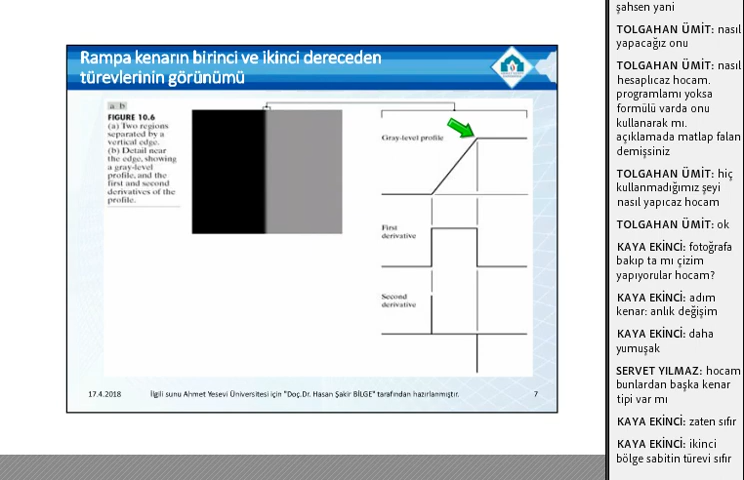 Rampa kenarın birinci ve ikinci dereceden
türevlerinin görünümü
a b
FIGURE 10.6
(a) Two regions
separated by a
vertical edge.
(b) Detail near
the edge, showing
a gray-level
profile, and the
first and second
derivatives of the
profile.
Gray-level profile
First
derivative
Second
derivative
17.4.2018
İlgili sunu Ahmet Yesevi Üniversitesi için "Doç.Dr. Hasan Şakir BİLGE" tarafından hazırlanmıştır.
7
şahsen yani
TOLGAHAN ÜMİT: nasıl
yapacağız onu
TOLGAHAN ÜMİT: nasıl
hesaplıcaz hocam.
programlamı yoksa
formülü varda onu
kullanarak mı.
açıklamada matlap falan
demişsiniz
TOLGAHAN ÜMİT: hiç
kullanmadığımız şeyi
nasıl yapıcaz hocam
TOLGAHAN ÜMİT: ok
KAYA EKİNCİ: fotoğrafa
bakıp ta mı çizim
yapıyorular hocam?
KAYA EKİNCİ: adım
kenar: anlık değişim
KAYA EKİNCİ: daha
yumuşak
SERVET YILMAZ: hocam
bunlardan başka kenar
tipi var mı
KAYA EKİNCİ: zaten sıfır
KAYA EKİNCİ: ikinci
bölge sabitin türevi sıfır